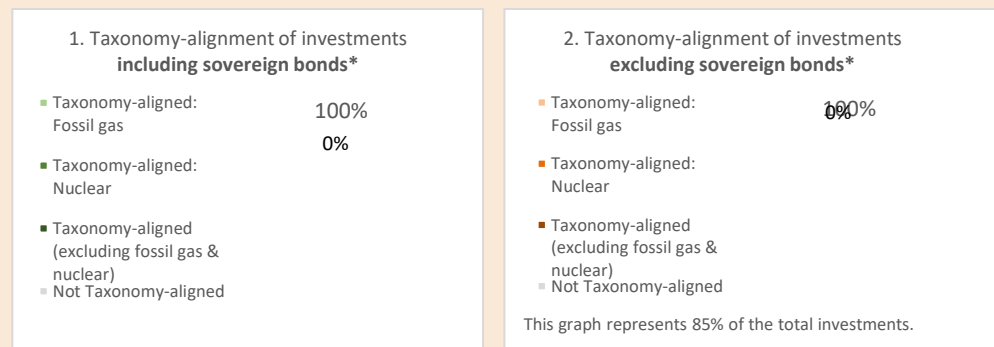 1. Taxonomy-alignment of investments
including sovereign bonds*
Taxonomy-aligned:
Fossil gas
Taxonomy-aligned:
Nuclear
Taxonomy-aligned
(excluding fossil gas &
nuclear)
Not Taxonomy-aligned
100%
0%
2. Taxonomy-alignment of investments
excluding sovereign bonds*
Taxonomy-aligned:
Fossil gas
Taxonomy-aligned:
Nuclear
Taxonomy-aligned
(excluding fossil gas &
nuclear)
Not Taxonomy-aligned
100%
0%
This graph represents 85% of the total investments.